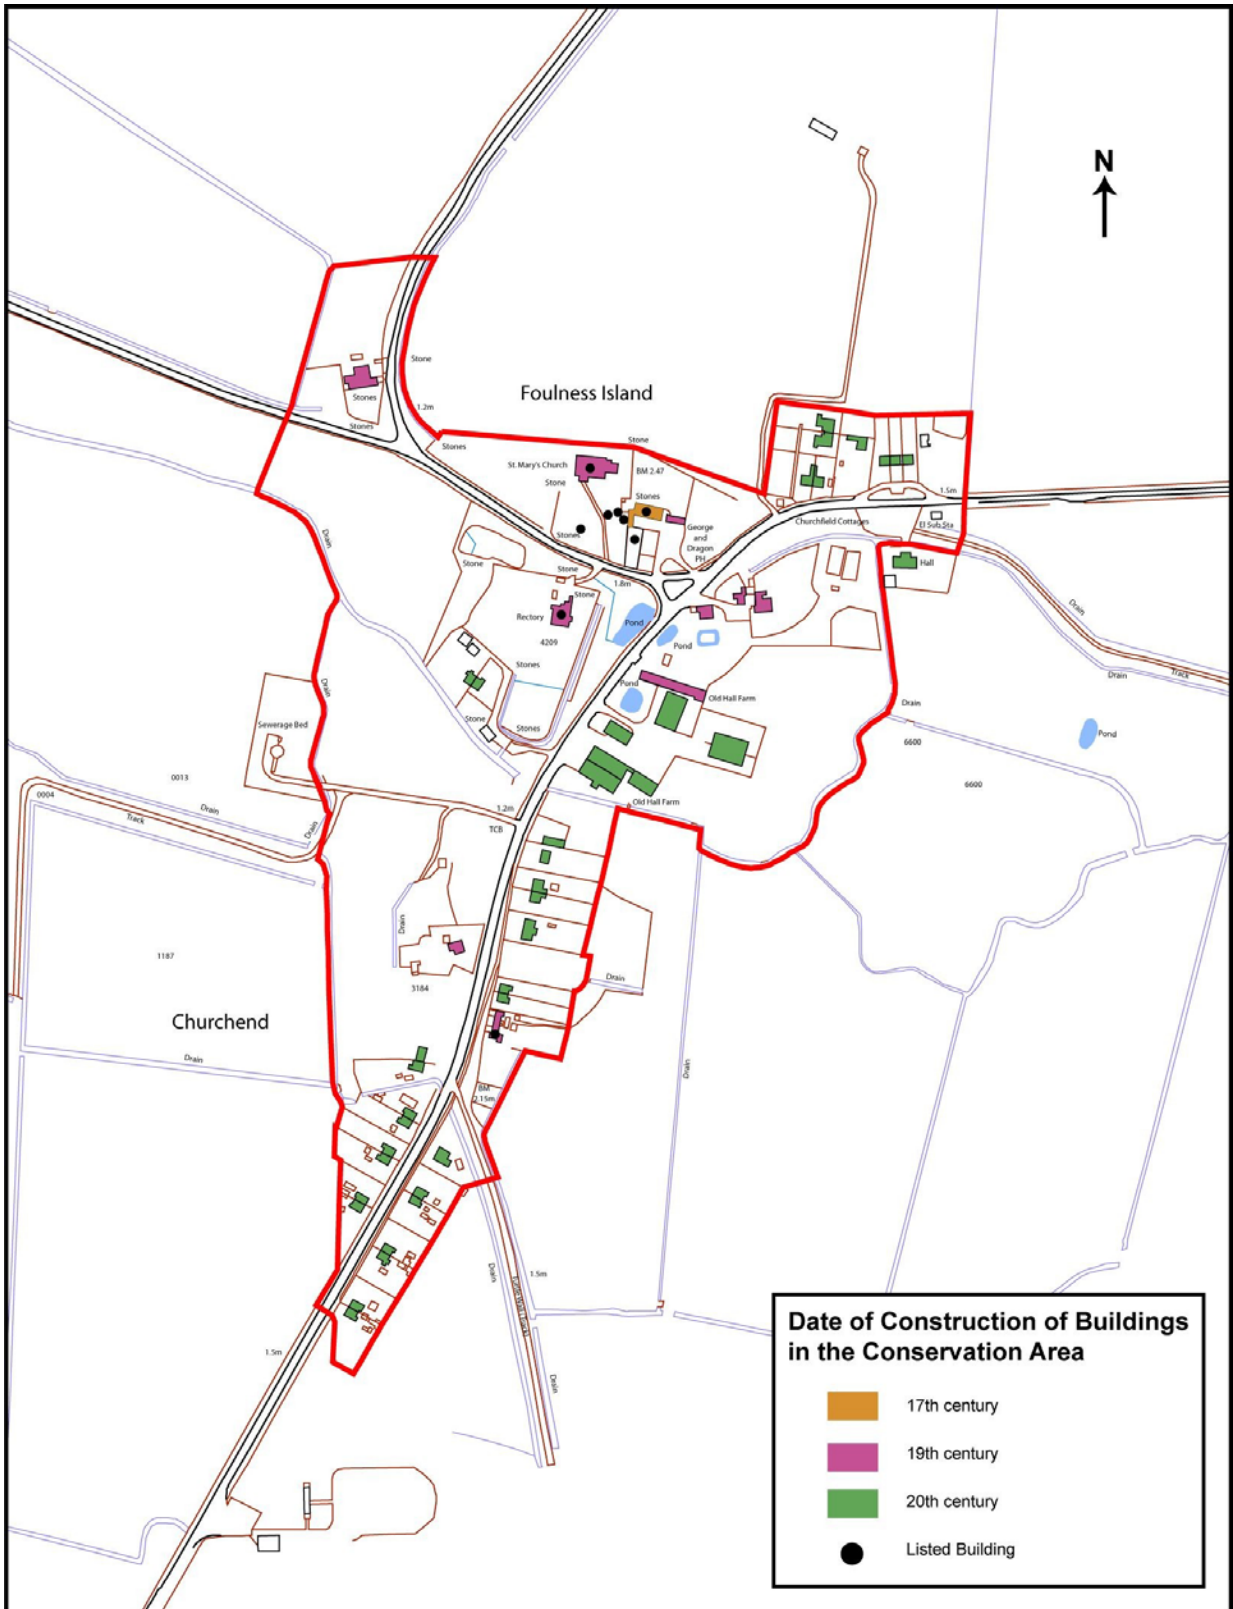 N
Stone
Foulness Island
1.2m
Stones
Stones
Stones
Stone
St. Mary's Church
BM 2.47
Stone
Stones
1.5m
Churchfield Cottages
El Sub Sta
George
and
Dragon
PH
Stones
Drain
Stone
Stone
1.8m
Hall
Stone
Rectory
Pond
Pond
4209
Drain
Stones
Pond
Drain
Track
Drain
Old Hall Farm
Drain
Stone
Stones
Sewerage Bed
6600
Pond
0013
6600
0004
Drain
Track
Drain
1.2m
TCB
Old Hall Farm
Drain
1187
3184
Drain
Churchend
Drain
Drain
BM
2.15m
Drain
1.5m
1.5m
Drain
Date of Construction of Buildings
in the Conservation Area
17th century
19th century
20th century
Listed Building